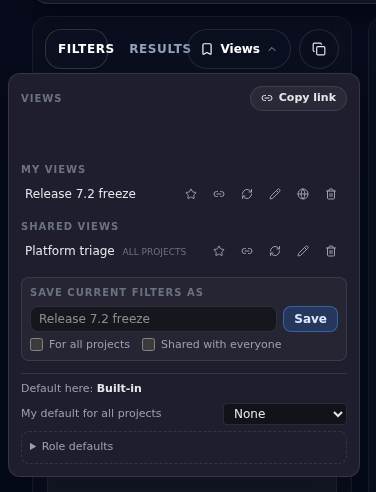 FILTERS RESULTS Views
VIEWS Copy link
MY VIEWS
Release 7.2 freeze
SHARED VIEWS
Platform triage ALL PROJECTS
SAVE CURRENT FILTERS AS
Release 7.2 freeze Save
For all projects Shared with everyone
Default here: Built-in
My default for all projects None
Role defaults